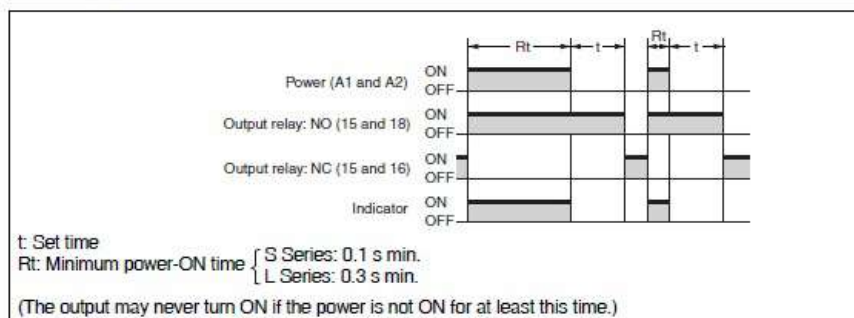 Rt t Rt t
Power (A1 and A2) ON
OFF
Output relay: NO (15 and 18) ON
OFF
Output relay: NC (15 and 16) ON
OFF
Indicator ON
OFF
t: Set time
Rt: Minimum power-ON time { S Series: 0.1 s min.
L Series: 0.3 s min.
(The output may never turn ON if the power is not ON for at least this time.)